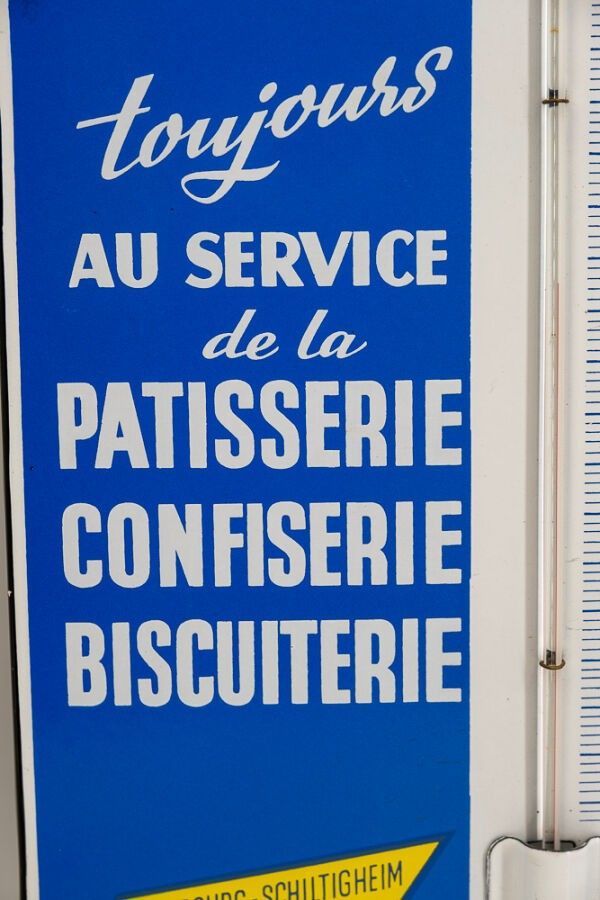 toujours
AU SERVICE
de la
PATISSERIE
CONFISERIE
BISCUITERIE
SCHILTIGHEIM